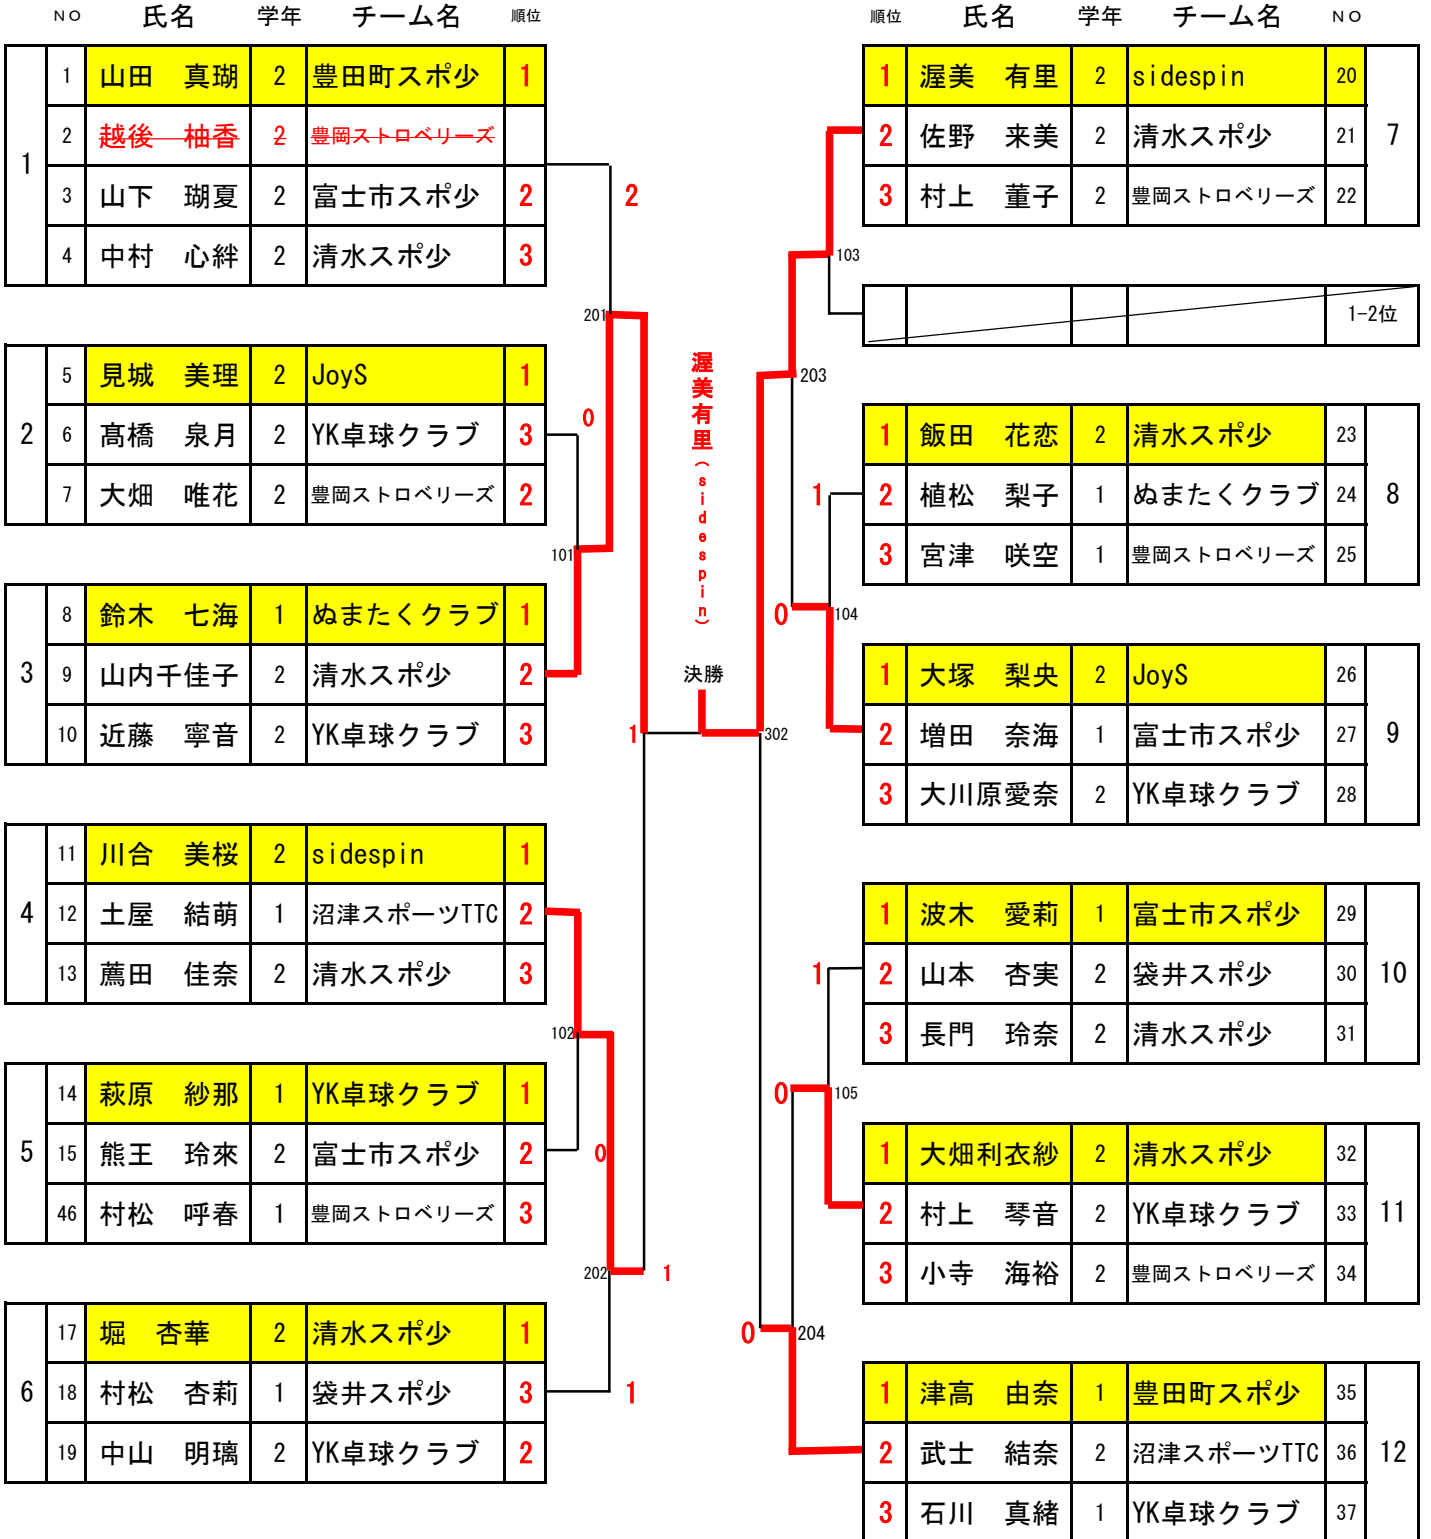 NO 氏名 学年 チーム名 順位
1
1 山田 真瑚 2 豊田町スポ少 1
2 越後 柚香 2 豊岡ストロベリーズ
3 山下 瑚夏 2 富士市スポ少 2
4 中村 心絆 2 清水スポ少 3
2
5 見城 美理 2 JoyS 1
6 髙橋 泉月 2 YK卓球クラブ 3
7 大畑 唯花 2 豊岡ストロベリーズ 2
3
8 鈴木 七海 1 ぬまたくクラブ 1
9 山内千佳子 2 清水スポ少 2
10 近藤 寧音 2 YK卓球クラブ 3
4
11 川合 美桜 2 sidespin 1
12 土屋 結萌 1 沼津スポーツTTC 2
13 薦田 佳奈 2 清水スポ少 3
5
14 萩原 紗那 1 YK卓球クラブ 1
15 熊王 玲來 2 富士市スポ少 2
46 村松 呼春 1 豊岡ストロベリーズ 3
6
17 堀 杏華 2 清水スポ少 1
18 村松 杏莉 1 袋井スポ少 3
19 中山 明璃 2 YK卓球クラブ 2
2
201
0
101
102
0
202
1
1
1
渥美有里(sidespin)
決勝
302
103
203
1
0
104
1
0
105
0
204
順位 氏名 学年 チーム名 NO
1 渥美 有里 2 sidespin 20
2 佐野 来美 2 清水スポ少 21
3 村上 菫子 2 豊岡ストロベリーズ 22
7
1-2位
1 飯田 花恋 2 清水スポ少 23
2 植松 梨子 1 ぬまたくクラブ 24
3 宮津 咲空 1 豊岡ストロベリーズ 25
8
1 大塚 梨央 2 JoyS 26
2 増田 奈海 1 富士市スポ少 27
3 大川原愛奈 2 YK卓球クラブ 28
9
1 波木 愛莉 1 富士市スポ少 29
2 山本 杏実 2 袋井スポ少 30
3 長門 玲奈 2 清水スポ少 31
10
1 大畑利衣紗 2 清水スポ少 32
2 村上 琴音 2 YK卓球クラブ 33
3 小寺 海裕 2 豊岡ストロベリーズ 34
11
1 津高 由奈 1 豊田町スポ少 35
2 武士 結奈 2 沼津スポーツTTC 36
3 石川 真緒 1 YK卓球クラブ 37
12